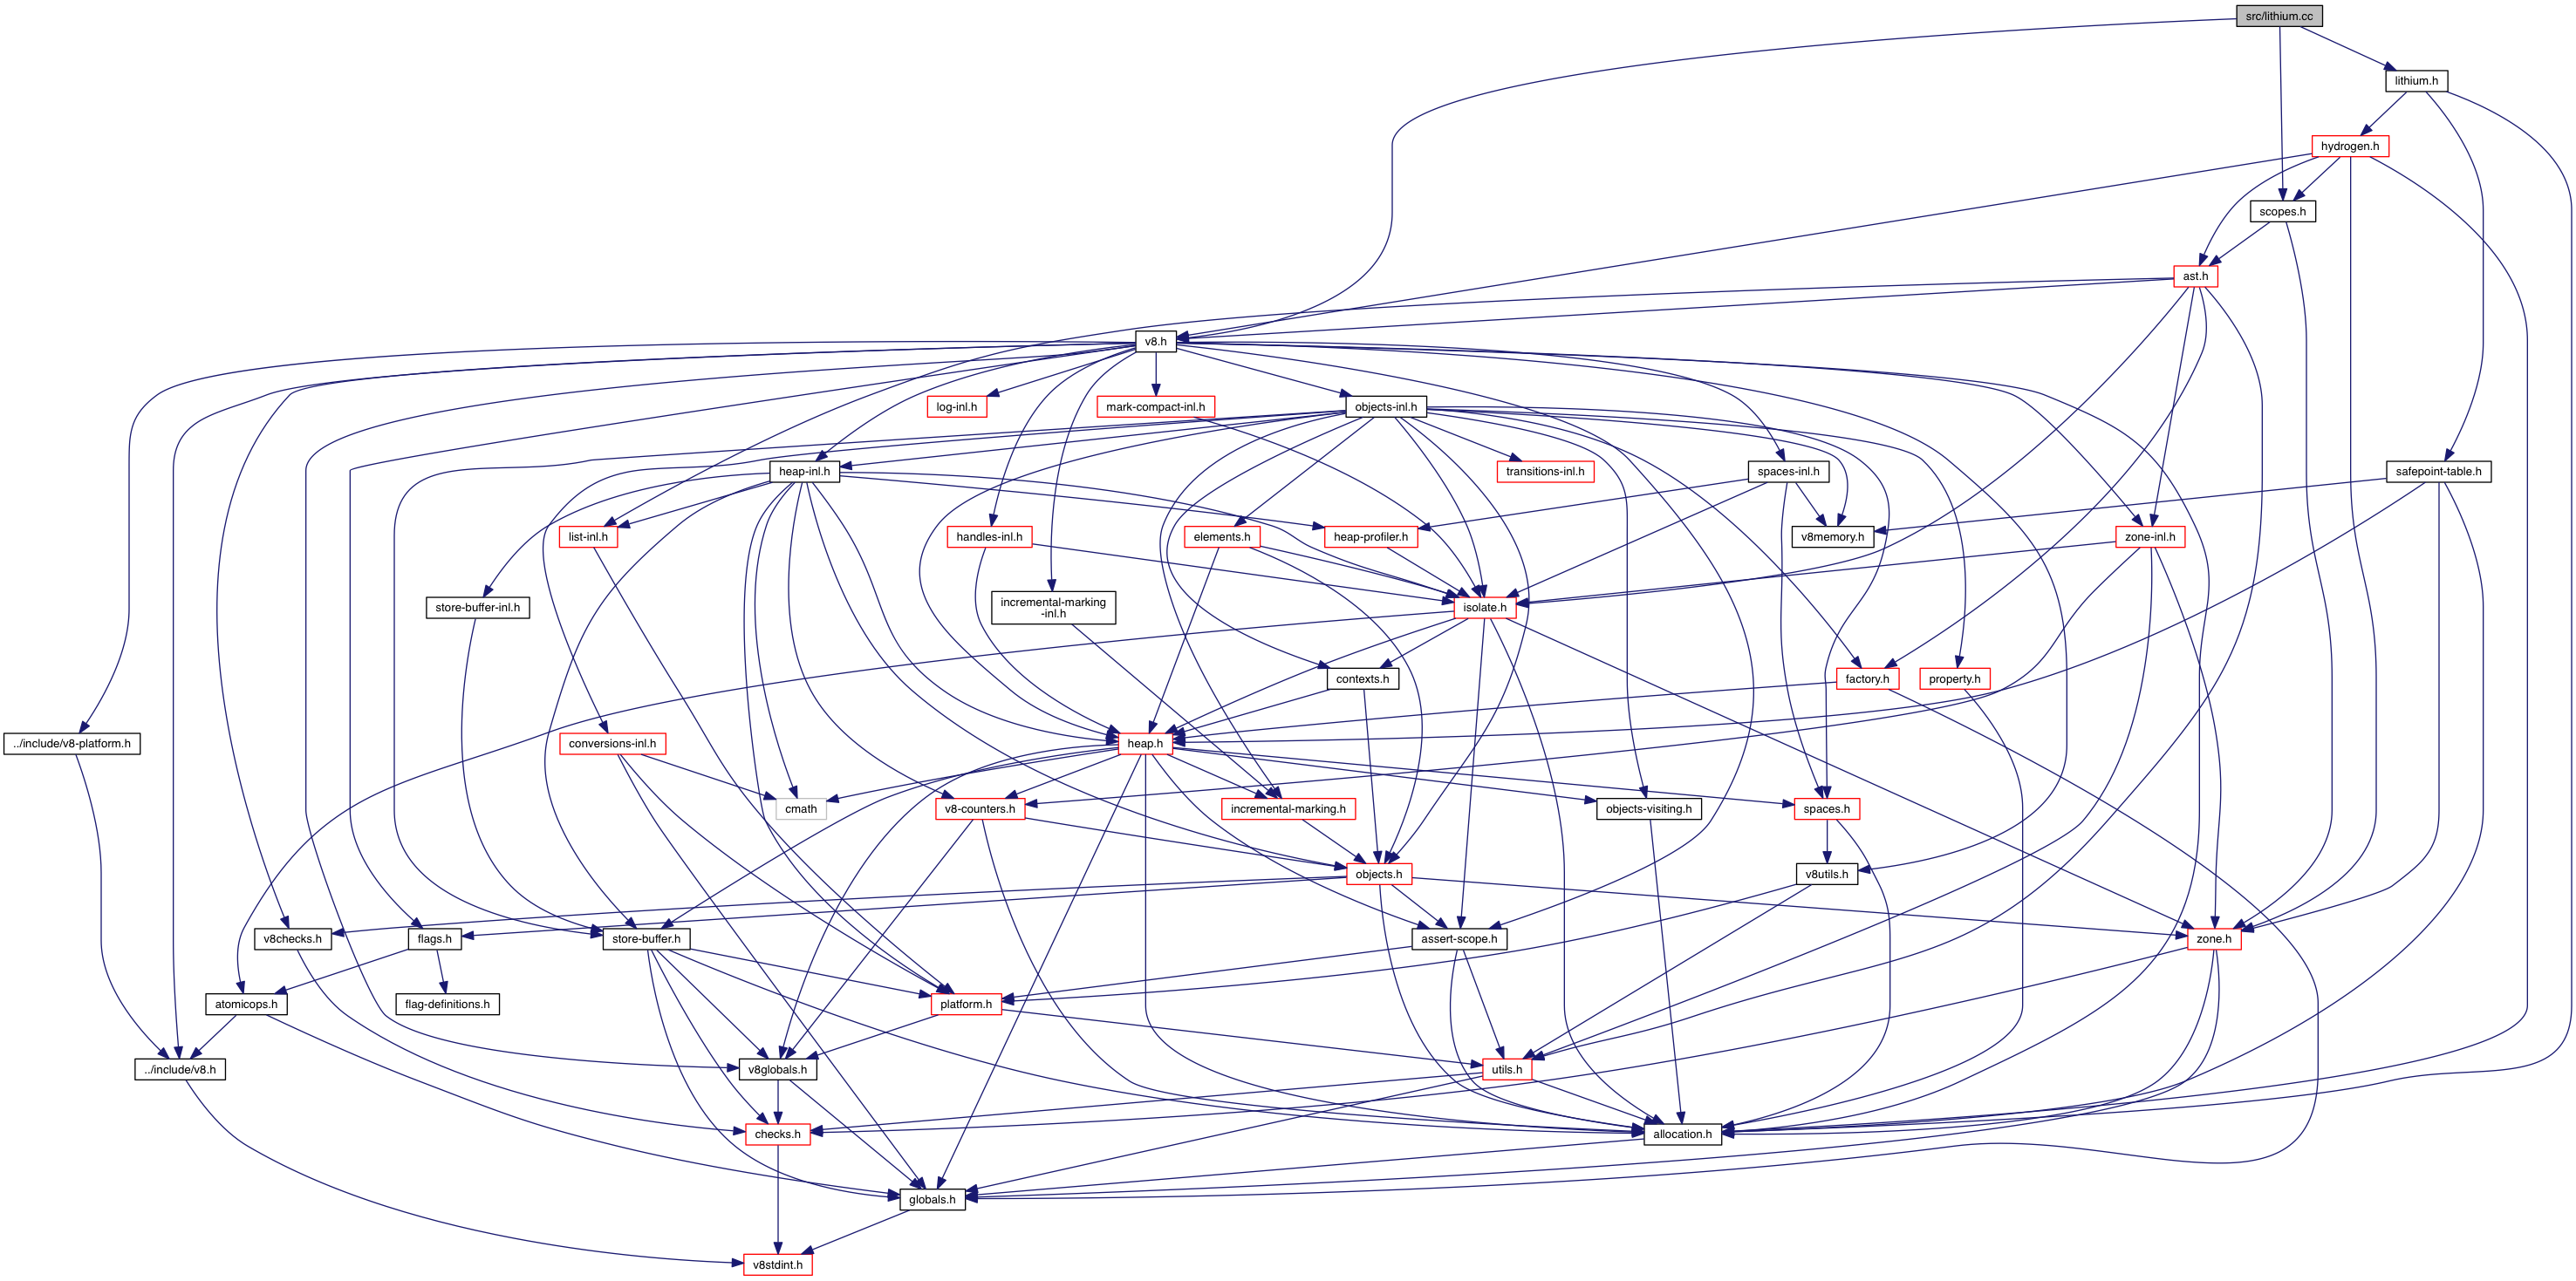 src/lithium.cc
lithium.h
hydrogen.h
scopes.h
ast.h
v8.h
log-inl.h
mark-compact-inl.h
objects-inl.h
heap-inl.h
transitions-inl.h
spaces-inl.h
safepoint-table.h
list-inl.h
handles-inl.h
elements.h
heap-profiler.h
v8memory.h
zone-inl.h
store-buffer-inl.h
incremental-marking
-inl.h
isolate.h
contexts.h
factory.h
property.h
../include/v8-platform.h
conversions-inl.h
heap.h
cmath
v8-counters.h
incremental-marking.h
objects-visiting.h
spaces.h
objects.h
v8utils.h
v8checks.h
flags.h
store-buffer.h
assert-scope.h
zone.h
atomicops.h
flag-definitions.h
platform.h
../include/v8.h
v8globals.h
utils.h
checks.h
allocation.h
globals.h
v8stdint.h